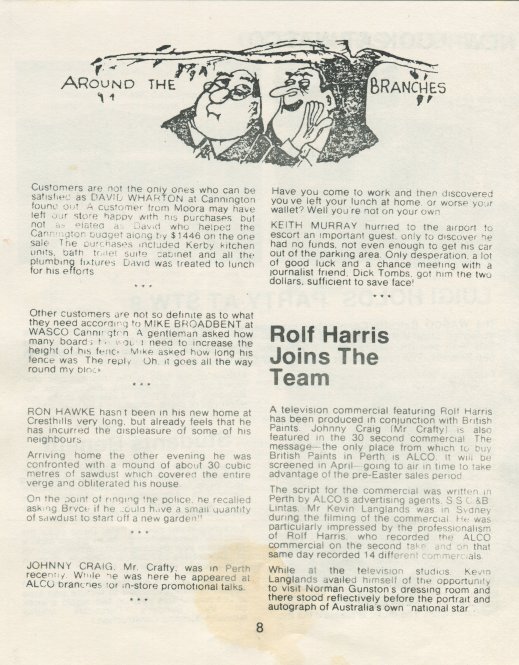 AROUND THE BRANCHES
Customers are not the only ones who can be
satisfied as DAVID WHARTON at Cannington
found out. A customer from Moora may have
left our store happy with his purchases but
not as elated as David who helped the
Cannington budget along by $1446 on the one
sale. The purchases included Kerby kitchen
units, bath toilet suite cabinet and all the
plumbing fixtures. David was treated to lunch
for his efforts.
* * *
Other customers are not so definite as to what
they need according to MIKE BROADBENT at
WASCO Cannington. A gentleman asked how
many boards he would need to increase the
height of his fence. Mike asked how long his
fence was. The reply Oh, it goes all the way
round my block
* * *
RON HAWKE hasn't been in his new home at
Cresthills very long, but already feels that he
has incurred the displeasure of some of his
neighbours.
Arriving home the other evening he was
confronted with a mound of about 30 cubic
metres of sawdust which covered the entire
verge and obliterated his house.
On the point of ringing the police, he recalled
asking Bryce if he could have a small quantity
of sawdust to start off a new garden!!
* * *
JOHNNY CRAIG, Mr. Crafty, was in Perth
recently. While he was here he appeared at
ALCO branches for in-store promotional talks.
* * *
Have you come to work and then discovered
you've left your lunch at home, or worse your
wallet? Well you're not on your own.
KEITH MURRAY hurried to the airport to
escort an important guest, only to discover he
had no funds, not even enough to get his car
out of the parking area. Only desperation, a lot
of good luck and a chance meeting with a
journalist friend, Dick Tombs, got him the two
dollars, sufficient to save face!
* * *
Rolf Harris
Joins The
Team
A television commercial featuring Rolf Harris
has been produced in conjunction with British
Paints. Johnny Craig (Mr Crafty) is also
featured in the 30 second commercial. The
message—the only place from which to buy
British Paints in Perth is ALCO. It will be
screened in April—going to air in time to take
advantage of the pre-Easter sales period.
The script for the commercial was written in
Perth by ALCO's advertising agents, S.S.C.&B.
Lintas. Mr Kevin Langlands was in Sydney
during the filming of the commercial. He was
particularly impressed by the professionalism
of Rolf Harris, who recorded the ALCO
commercial on the second take and on that
same day recorded 14 different commercials.
While at the television studios, Kevin
Langlands availed himself of the opportunity
to visit Norman Gunston's dressing room and
there stood reflectively before the portrait and
autograph of Australia's own national star
8